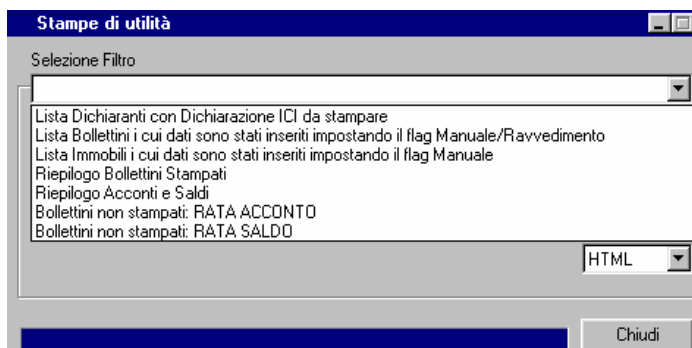 Stampe di utilità
Selezione Filtro
Lista Dichiaranti con Dichiarazione ICI da stampare
Lista Bollettini i cui dati sono stati inseriti impostando il flag Manuale/Ravvedimento
Lista Immobili i cui dati sono stati inseriti impostando il flag Manuale
Riepilogo Bollettini Stampati
Riepilogo Acconti e Saldi
Bollettini non stampati: RATA ACCONTO
Bollettini non stampati: RATA SALDO
HTML
Chiudi